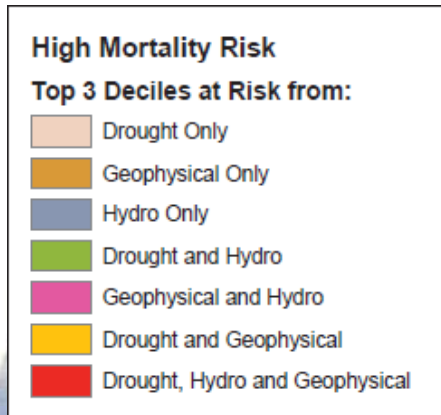 High Mortality Risk
Top 3 Deciles at Risk from:
Drought Only
Geophysical Only
Hydro Only
Drought and Hydro
Geophysical and Hydro
Drought and Geophysical
Drought, Hydro and Geophysical